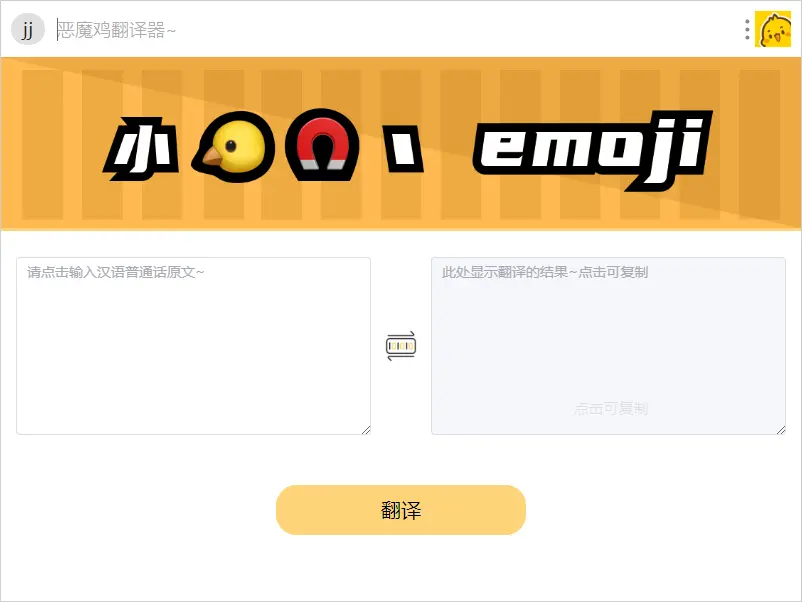 jj 恶魔鸡翻译器~
小🐤🧲、 emoji
请点击输入汉语普通话原文~
此处显示翻译的结果~点击可复制
点击可复制
翻译